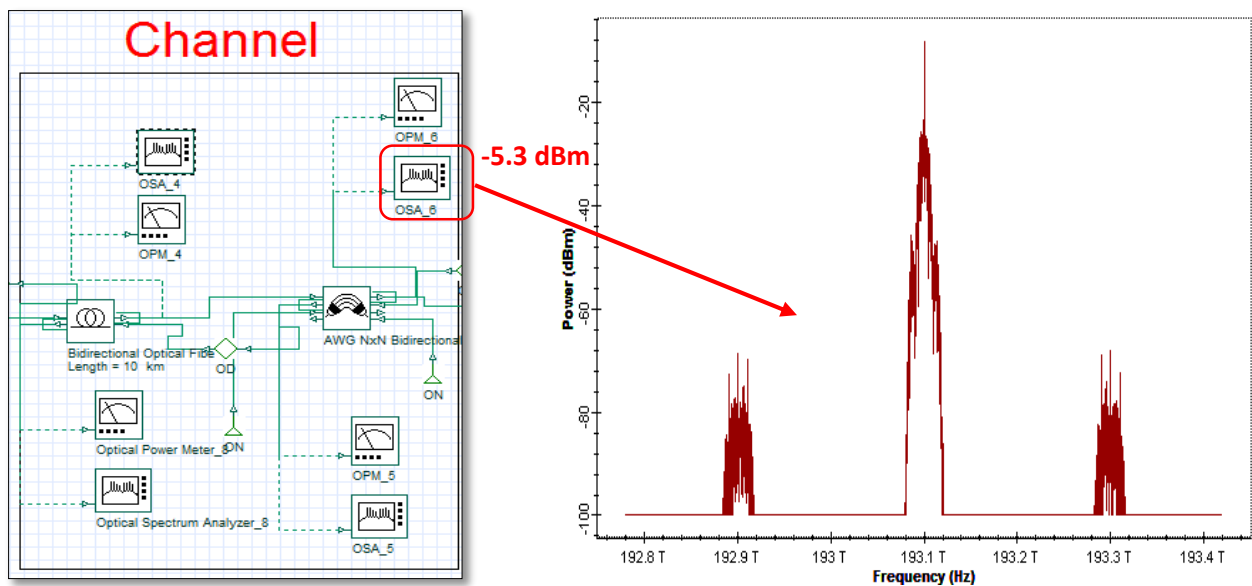 Channel
OPM_6
OSA_6
-5.3 dBm
OSA_4
OPM_4
Bidirectional Optical Fibe
Length = 10 km
OD
AWG NxN Bidirectional
ON
Optical Power Meter_8
ON
OPM_5
Optical Spectrum Analyzer_8
OSA_5
Power (dBm)
-20
-40
-60
-80
-100
192.8 T
192.9 T
193 T
193.1 T
193.2 T
193.3 T
193.4 T
Frequency (Hz)